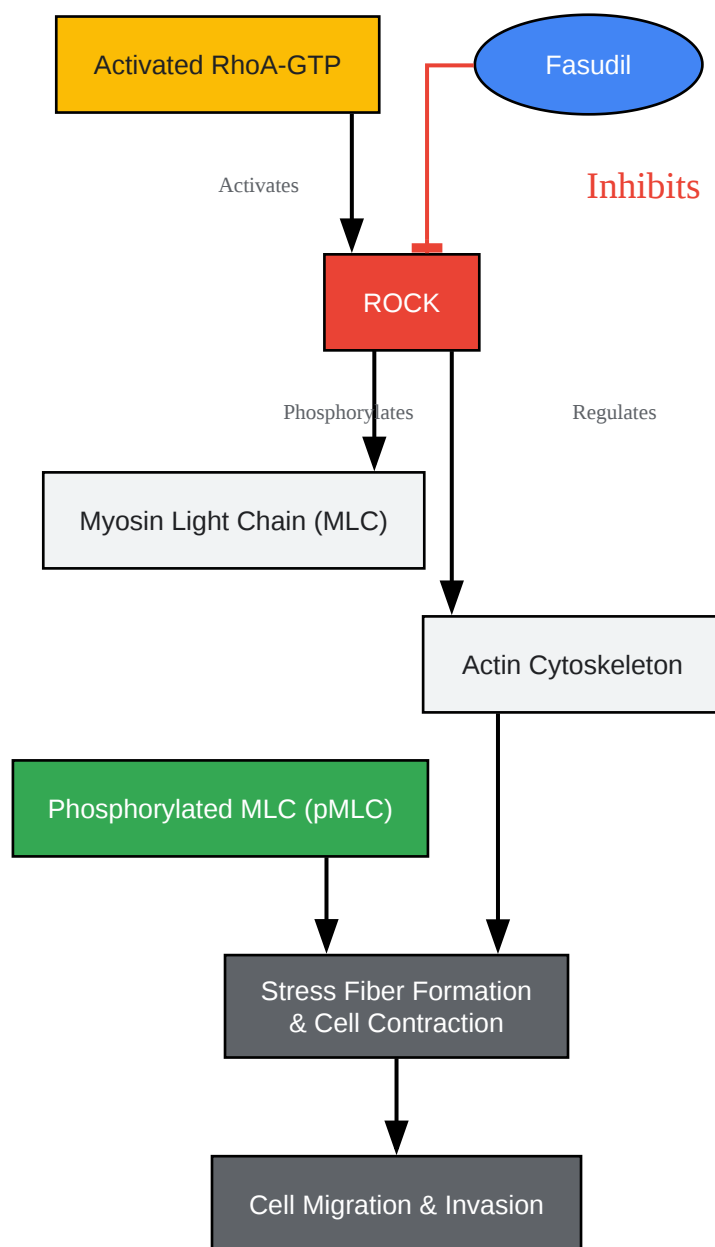 Activated RhoA-GTP
Fasudil
Activates
Inhibits
ROCK
Phosphorylates
Regulates
Myosin Light Chain (MLC)
Actin Cytoskeleton
Phosphorylated MLC (pMLC)
Stress Fiber Formation
& Cell Contraction
Cell Migration & Invasion